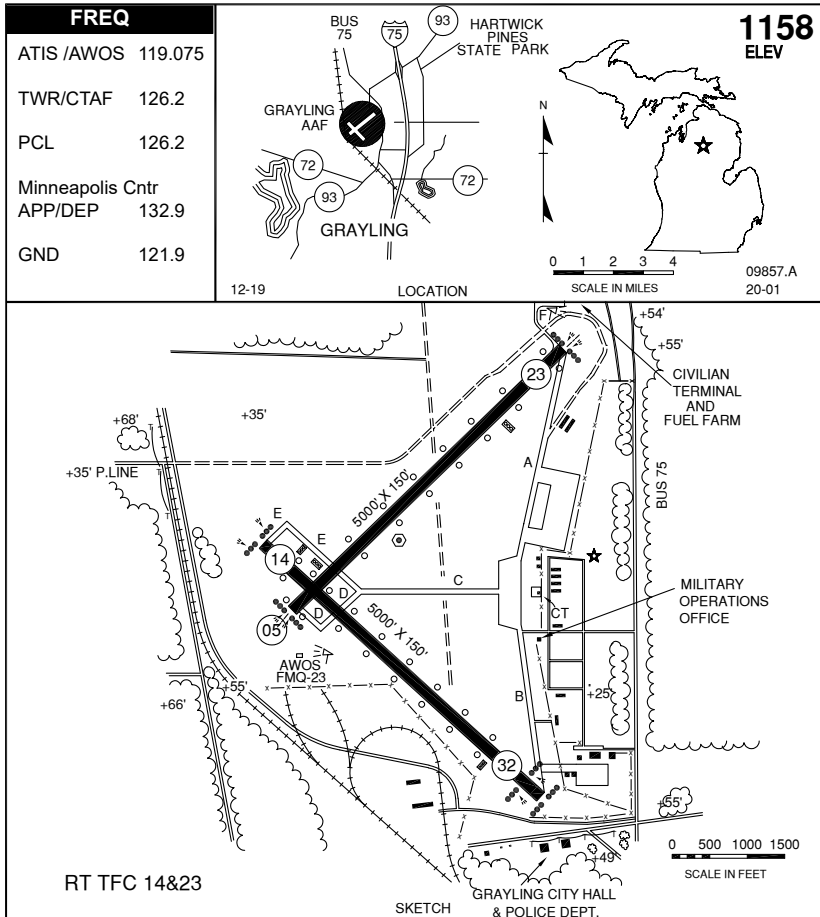 FREQ
ATIS /AWOS 119.075
TWR/CTAF 126.2
PCL 126.2
Minneapolis Cntr
APP/DEP 132.9
GND 121.9
BUS
75
75
93
HARTWICK
PINES
STATE PARK
GRAYLING
AAF
72
93
72
GRAYLING
12-19
LOCATION
1158
ELEV
N
0 1 2 3 4
SCALE IN MILES
09857.A
20-01
F
+54'
+55'
CIVILIAN
TERMINAL
AND
FUEL FARM
23
+35'
+68'
T
T
+35' P.LINE
A
BUS 75
5000' X 150'
E
E
14
C
D
D
05
CT
MILITARY
OPERATIONS
OFFICE
5000' X 150'
AWOS
FMQ-23
B
+25'
+55'
+66'
32
+55'
+49'
0 500 1000 1500
SCALE IN FEET
RT TFC 14&23
SKETCH
GRAYLING CITY HALL
& POLICE DEPT.